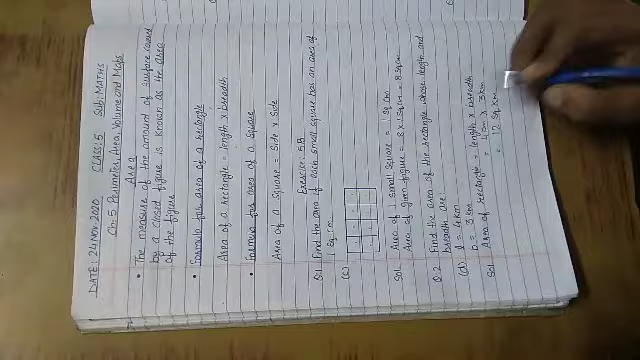 DATE: 24 NOV. 2020 CLASS: 5 Sub: MATHS
Ch 5 Perimeter, Area, Volume and Maps
Area
• The measure of the amount of surface covered
by a closed figure is known as the area
of the figure
• Formula for area of a rectangle
Area of a rectangle = length x breadth
• Formula for area of a square
Area of a square = Side x Side
Exercise: 5B
Q:1 Find the area of each small square has an area of
1 sq cm.
(c)
Sol: Area of small square = 1 sq cm
Area of given figure = 8 x 1 sq cm = 8 sq cm
Q.2 Find the area of the rectangle whose length and
breadth are:
(d) l = 4 km
b = 3 km
Sol: Area of rectangle = length x breadth
= 4 km x 3 km
= 12 sq km